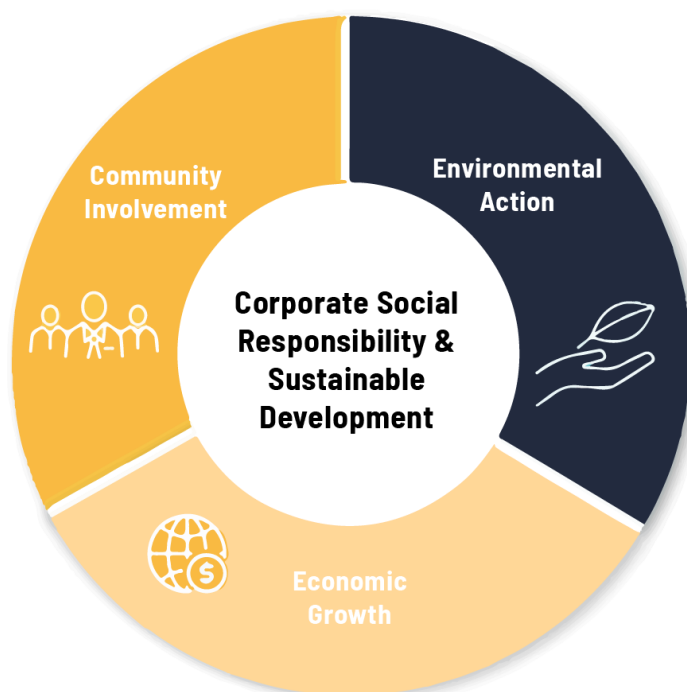 Community
Involvement
Environmental
Action
Corporate Social
Responsibility &
Sustainable
Development
$
Economic
Growth